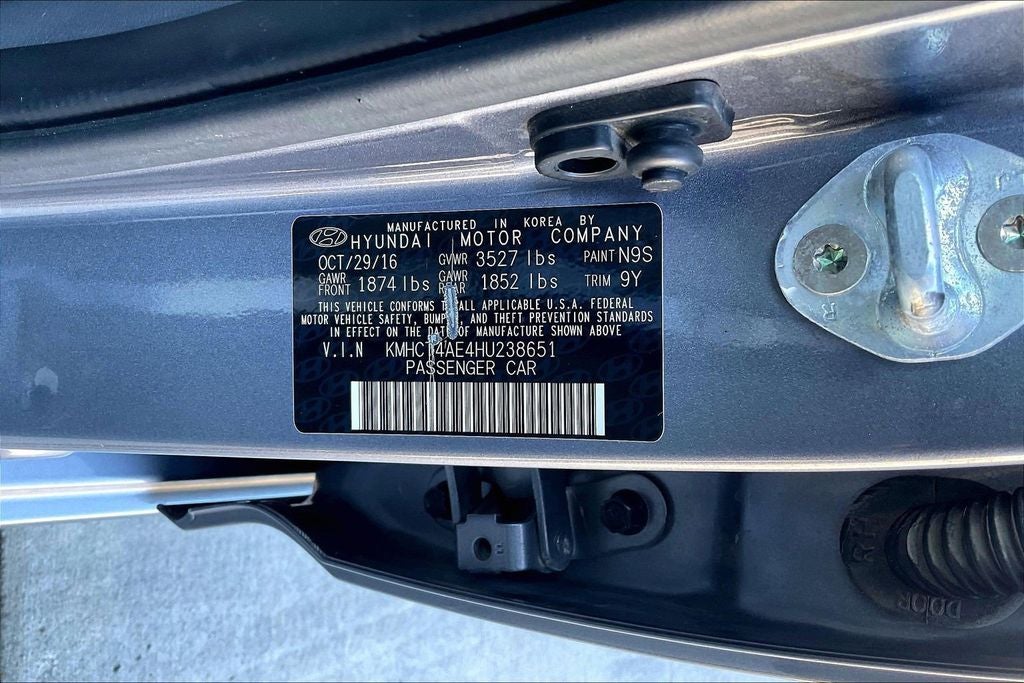 MANUFACTURED IN KOREA BY
HYUNDAI MOTOR COMPANY
OCT/29/16 GVWR 3527 lbs PAINT N9S
GAWR FRONT 1874 lbs GAWR REAR 1852 lbs TRIM 9Y
THIS VEHICLE CONFORMS TO ALL APPLICABLE U.S.A. FEDERAL
MOTOR VEHICLE SAFETY, BUMPER, AND THEFT PREVENTION STANDARDS
IN EFFECT ON THE DATE OF MANUFACTURE SHOWN ABOVE
V.I.N KMHCT4AE4HU238651
PASSENGER CAR
R
DOOR